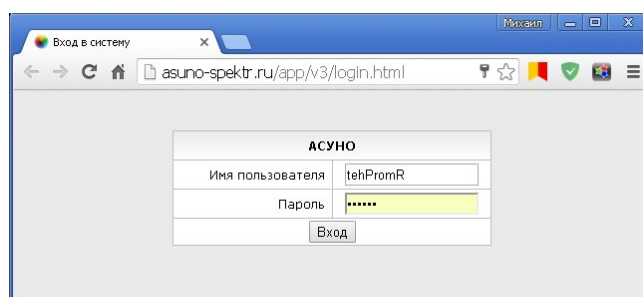 Михаил
Вход в систему
asuno-spektr.ru/app/v3/login.html
АСУНО
Имя пользователя tehPromR
Пароль ••••••
Вход